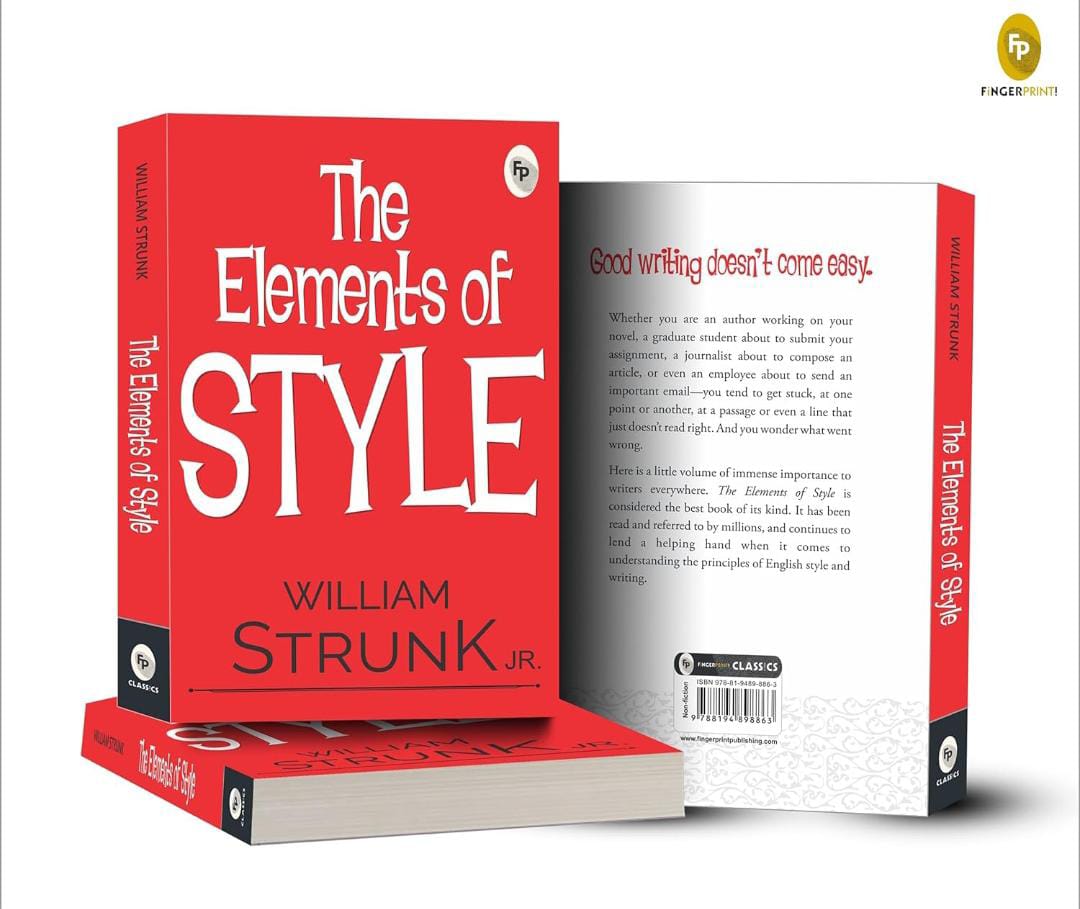 FP
FiNGERPRINT!
WILLIAM STRUNK
The Elements of Style
FP
CLASSICS
FP
The
Elements of
STYLE
WILLIAM
STRUNK JR.
Good writing doesn't come easy.
Whether you are an author working on your
novel, a graduate student about to submit your
assignment, a journalist about to compose an
article, or even an employee about to send an
important email—you tend to get stuck, at one
point or another, at a passage or even a line that
just doesn't read right. And you wonder what went
wrong.
Here is a little volume of immense importance to
writers everywhere. The Elements of Style is
considered the best book of its kind. It has been
read and referred to by millions, and continues to
lend a helping hand when it comes to
understanding the principles of English style and
writing.
FP FINGERPRINT! CLASSICS
ISBN 978-81-9489-886-3
Non-fiction
9 788194 898863
www.fingerprintpublishing.com
WILLIAM STRUNK
The Elements of Style
FP
CLASSICS
WILLIAM STRUNK
The Elements of Style
FP
CLASSICS
STYLE
WILLIAM
STRUNK JR.